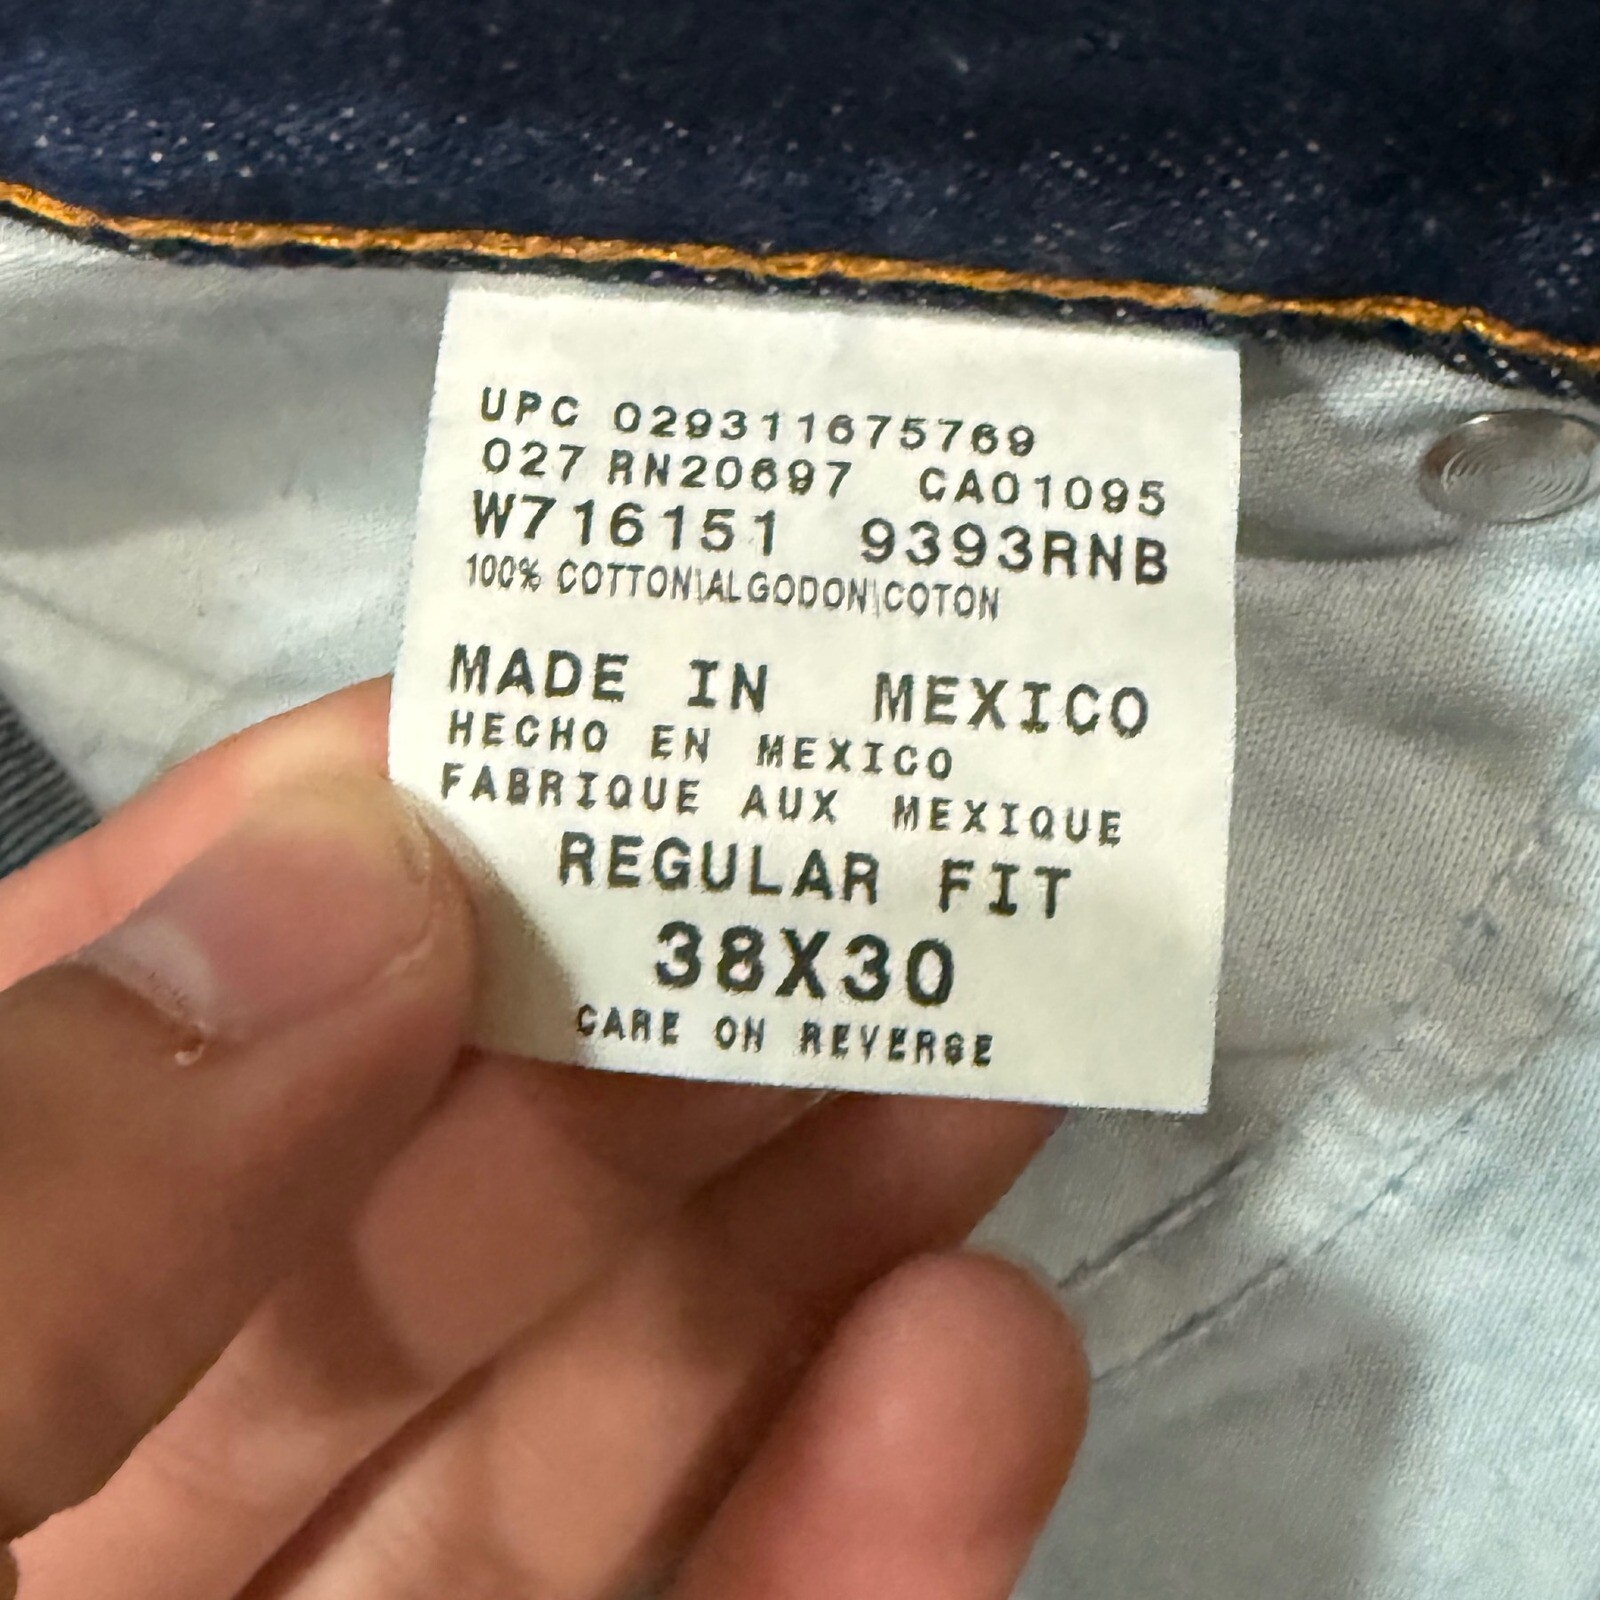 UPC 029311675769
027 RN20697 CA01095
W716151 9393RNB
100% COTTON\ALGODON\COTON
MADE IN MEXICO
HECHO EN MEXICO
FABRIQUE AUX MEXIQUE
REGULAR FIT
38X30
CARE ON REVERSE